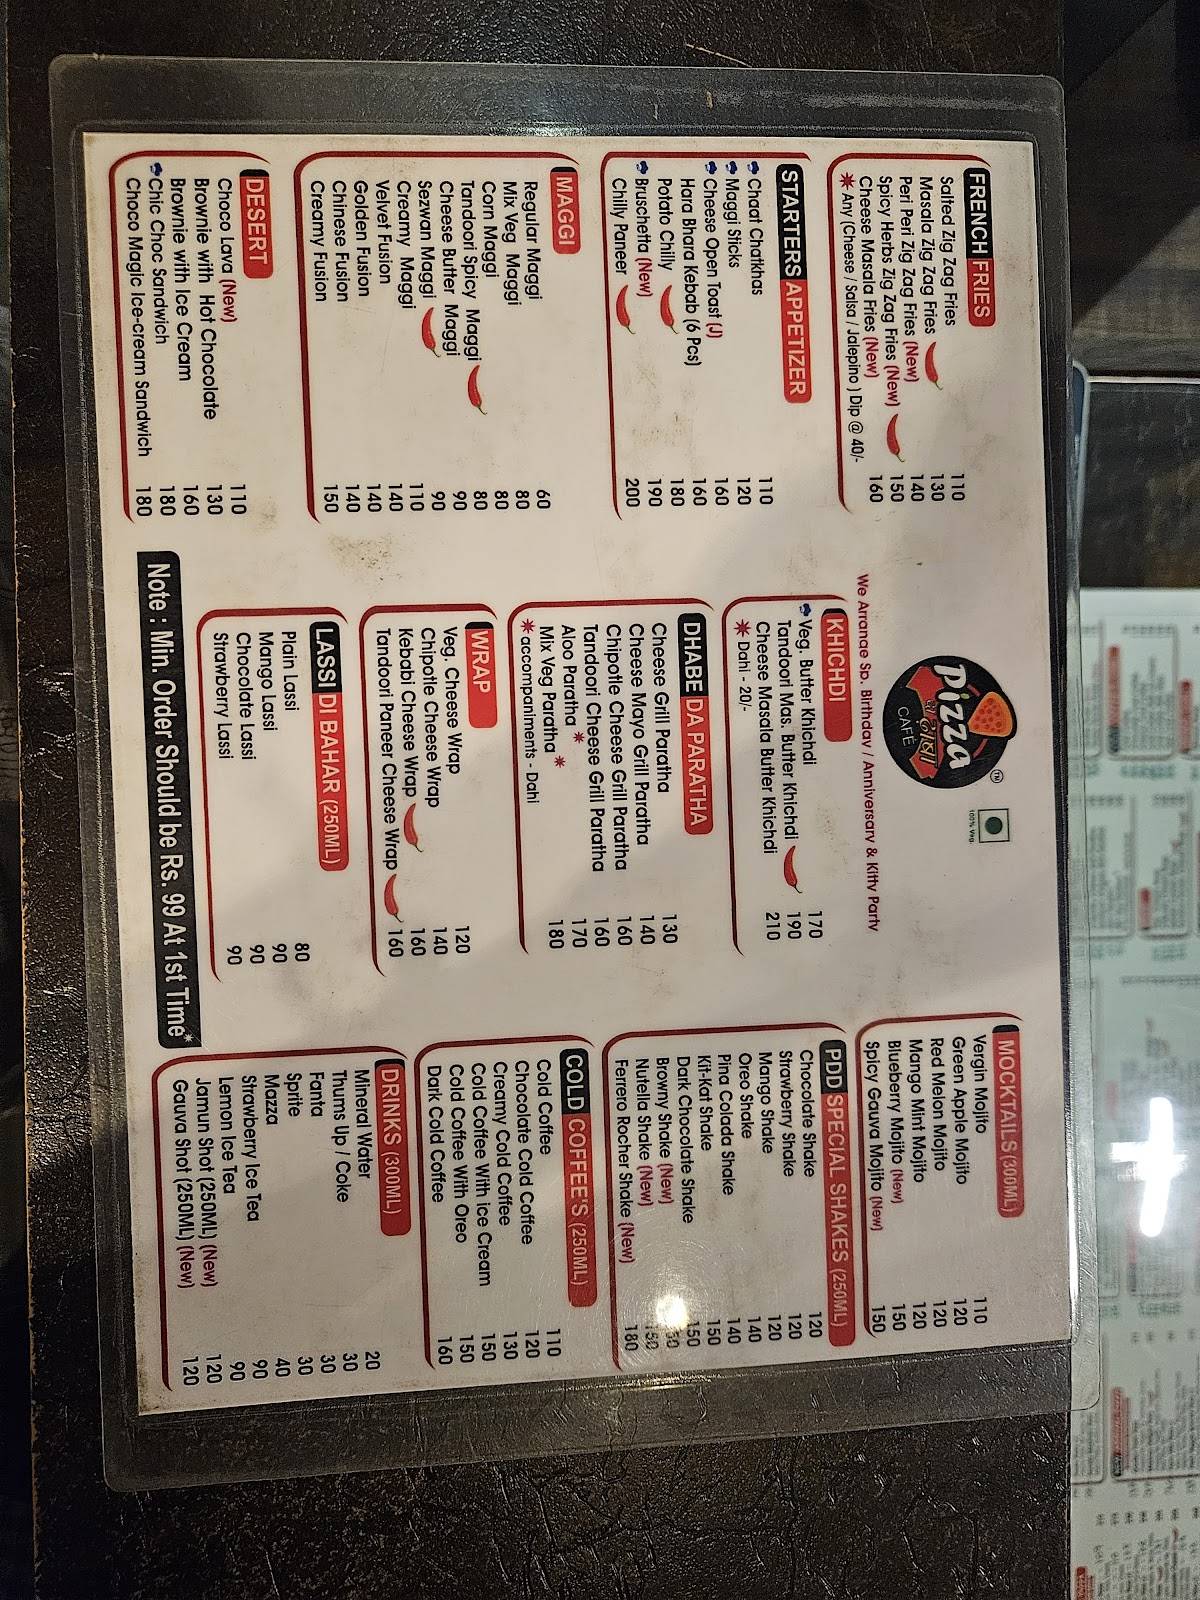 FRENCH FRIES
Salted Zig Zag Fries 110
Masala Zig Zag Fries 130
Peri Peri Zig Zag Fries (New) 140
Spicy Herbs Zig Zag Fries (New) 150
Cheese Masala Fries (New) 160
* Any (Cheese / Salsa / Jalepino ) Dip @ 40/-
STARTERS APPETIZER
Chaat Chatkhas 110
Maggi Sticks 120
Cheese Open Toast (J) 160
Hara Bhara Kebab (6 Pcs) 160
Potato Chilly 180
Bruschetta (New) 190
Chilly Paneer 200
MAGGI
Regular Maggi 60
Mix Veg Maggi 80
Corn Maggi 80
Tandoori Spicy Maggi 80
Cheese Butter Maggi 90
Sezwan Maggi 90
Creamy Maggi 110
Velvet Fusion 140
Golden Fusion 140
Chinese Fusion 140
Creamy Fusion 150
DESERT
Choco Lava (New) 110
Brownie with Hot Chocolate 130
Brownie with Ice Cream 160
Chic Choc Sandwich 180
Choco Magic Ice-cream Sandwich 180
Pizza
CAFE
TM
100% Veg.
We Arrange Sp. Birthday / Anniversary & Kitty Party
KHICHDI
Veg. Butter Khichdi 170
Tandoori Mas. Butter Khichdi 190
Cheese Masala Butter Khichdi 210
* Dahi - 20/-
DHABE DA PARATHA
Cheese Grill Paratha 130
Cheese Mayo Grill Paratha 140
Chipotle Cheese Grill Paratha 160
Tandoori Cheese Grill Paratha 160
Aloo Paratha * 170
Mix Veg Paratha * 180
* accompaniments - Dahi
WRAP
Veg. Cheese Wrap 120
Chipotle Cheese Wrap 140
Kebabi Cheese Wrap 160
Tandoori Paneer Cheese Wrap 160
LASSI DI BAHAR (250ML)
Plain Lassi 80
Mango Lassi 90
Chocolate Lassi 90
Strawberry Lassi 90
Note : Min. Order Should be Rs. 99 At 1st Time*
MOCKTAILS (300ML)
Vergin Mojito 110
Green Apple Mojito 120
Red Melon Mojito 120
Mango Mint Mojito 120
Blueberry Mojito (New) 150
Spicy Gauva Mojito (New) 150
PDD SPECIAL SHAKES (250ML)
Chocolate Shake 120
Strawberry Shake 120
Mango Shake 120
Oreo Shake 140
Pina Colada Shake 140
Kit-Kat Shake 150
Dark Chocolate Shake 150
Browny Shake (New)
Nutella Shake (New)
Ferrero Rocher Shake (New) 180
COLD COFFEE'S (250ML)
Cold Coffee 110
Chocolate Cold Coffee 120
Creamy Cold Coffee 130
Cold Coffee With ice Cream 150
Cold Coffee With Oreo 150
Dark Cold Coffee 160
DRINKS (300ML)
Mineral Water 20
Thums Up / Coke 30
Fanta 30
Sprite 30
Mazza 40
Strawberry Ice Tea 90
Lemon Ice Tea 90
Jamun Shot (250ML) (New) 120
Gauva Shot (250ML) (New) 120